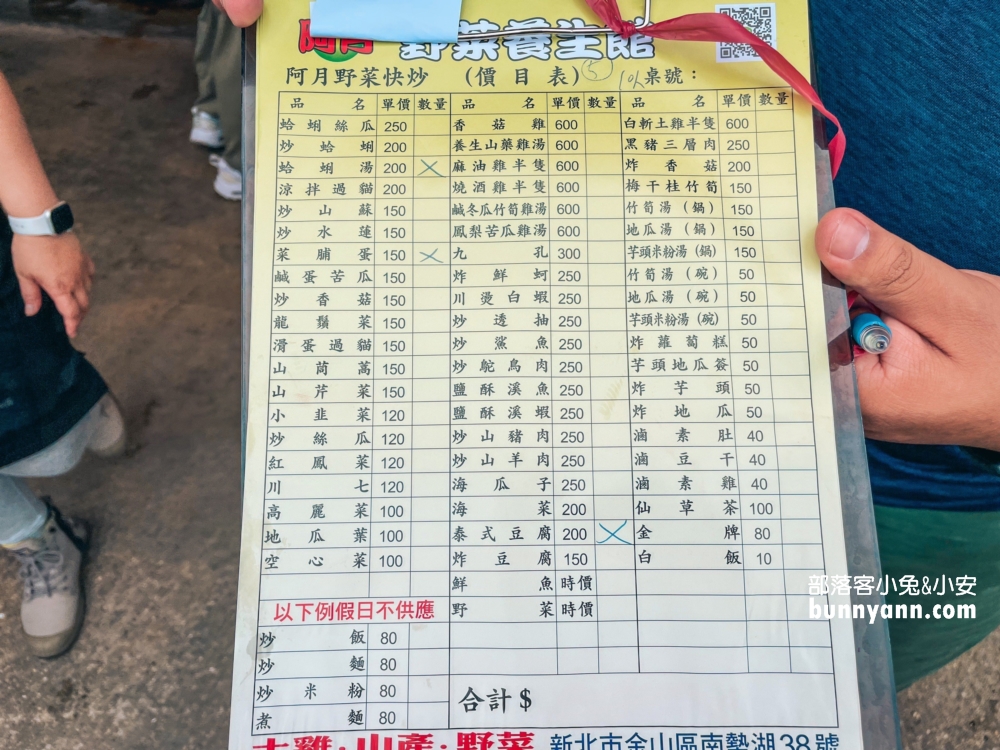 阿月 野菜養生館
阿月野菜快炒 (價目表) 5 桌號：
品名 單價 數量 品名 單價 數量 品名 單價 數量
蛤蜊絲瓜 250 香菇雞 600 白斬土雞半隻 600
炒蛤蜊 200 養生山藥雞湯 600 黑豬三層肉 250
蛤蜊湯 200 麻油雞半隻 600 炸香菇 200
涼拌過貓 200 燒酒雞半隻 600 梅干桂竹筍 150
炒山蘇 150 鹹冬瓜竹筍雞湯 600 竹筍湯(鍋) 150
炒水蓮 150 鳳梨苦瓜雞湯 600 地瓜湯(鍋) 150
菜脯蛋 150 九孔 300 芋頭米粉湯(鍋) 150
鹹蛋苦瓜 150 炸鮮蚵 250 竹筍湯(碗) 50
炒香菇 150 川燙白蝦 250 地瓜湯(碗) 50
龍鬚菜 150 炒透抽 250 芋頭米粉湯(碗) 50
滑蛋過貓 150 炒鯊魚 250 炸蘿蔔糕 50
山茼蒿 150 炒鴕鳥肉 250 芋頭地瓜簽 50
山芹菜 150 鹽酥溪魚 250 炸芋頭 50
小韭菜 120 鹽酥溪蝦 250 炸地瓜 50
炒絲瓜 120 炒山豬肉 250 滷素肚 40
紅鳳菜 120 炒山羊肉 250 滷豆干 40
川七 120 海瓜子 250 滷素雞 40
高麗菜 100 海菜 200 仙草茶 100
地瓜葉 100 泰式豆腐 200 金牌 80
空心菜 100 炸豆腐 150 白飯 10
鮮魚 時價
以下例假日不供應 野菜 時價
炒飯 80
炒麵 80
炒米粉 80
煮麵 80
合計$
土雞·山產·野菜 新北市金山區南勢湖38號
部落客小兔&小安
bunnyann.com